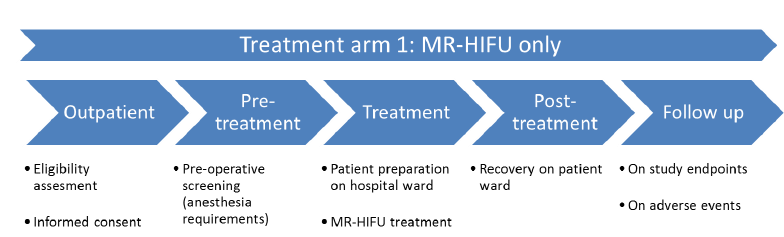 Treatment arm 1: MR-HIFU only
Outpatient
Pre-
treatment
Treatment
Post-
treatment
Follow up
• Eligibility
assesment
• Informed consent
• Pre-operative
screening
(anesthesia
requirements)
• Patient preparation
on hospital ward
• MR-HIFU treatment
• Recovery on patient
ward
• On study endpoints
• On adverse events